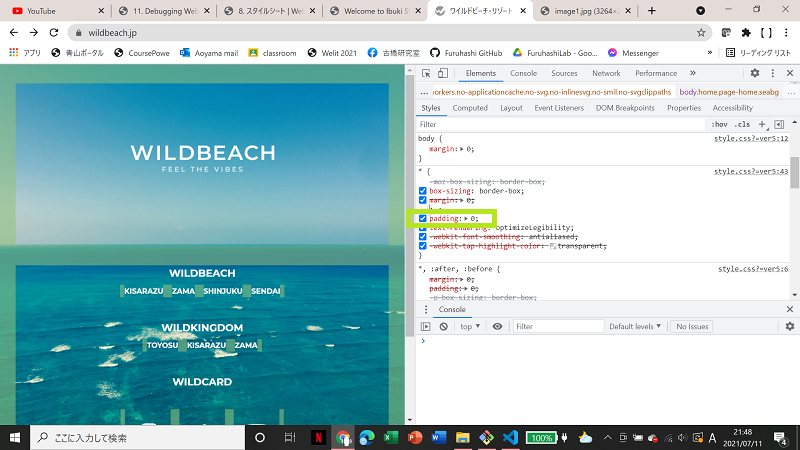 YouTube
11. Debugging Web
8. スタイルシート | Web
Welcome to Ibuki S
ワイルドビーチ・リゾート
image1.jpg (3264×2
wildbeach.jp
アプリ
青山ポータル
CoursePowe
Aoyama mail
classroom
Welit 2021
古橋研究室
Furuhashi GitHub
FuruhashiLab - Goo...
Messenger
»
リーディング リスト
WILDBEACH
FEEL THE VIBES
WILDBEACH
KISARAZU ZAMA SHINJUKU SENDAI
WILDKINGDOM
TOYOSU KISARAZU ZAMA
WILDCARD
Elements Console Sources Network Performance »
... .orkers.no-applicationcache.no-svg.no-inlinesvg.no-smil.no-svgclippaths body.home.page-home.seabg
Styles Computed Layout Event Listeners DOM Breakpoints Properties Accessibility
Filter :hov .cls +
body { style.css?=ver5:12
margin: 0;
}
* { style.css?=ver5:43
-moz-box-sizing: border-box;
box-sizing: border-box;
margin: 0;
padding: 0;
text-rendering: optimizeLegibility;
-webkit-font-smoothing: antialiased;
-webkit-tap-highlight-color: transparent;
}
*, :after, :before { style.css?=ver5:6
margin: 0;
padding: 0;
-o-box-sizing: border-box;
Console
top Filter Default levels No Issues
›
ここに入力して検索
100%
A
21:48
2021/07/11
4